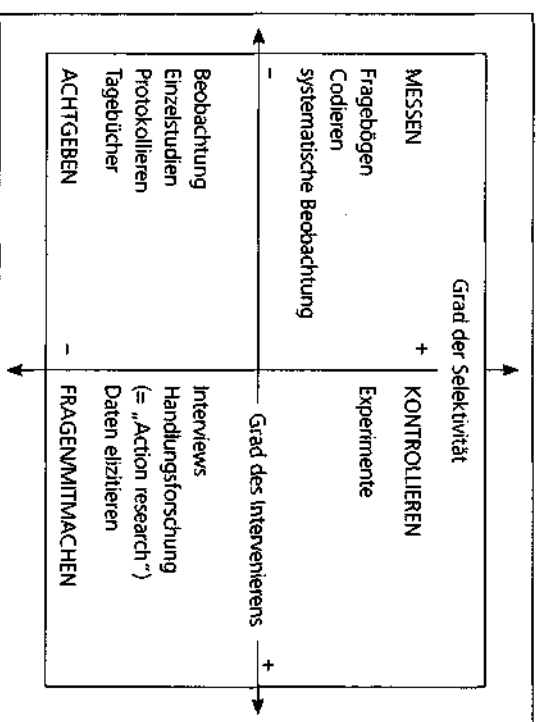 Grad der Selektivität
+
MESSEN
Fragebögen
Codieren
systematische Beobachtung
KONTROLLIEREN
Experimente
−
Grad des Intervenierens
+
Beobachtung
Einzelstudien
Protokollieren
Tagebücher
ACHTGEBEN
Interviews
Handlungsforschung
(= „Action research")
Daten elizitieren
FRAGEN/MITMACHEN
−